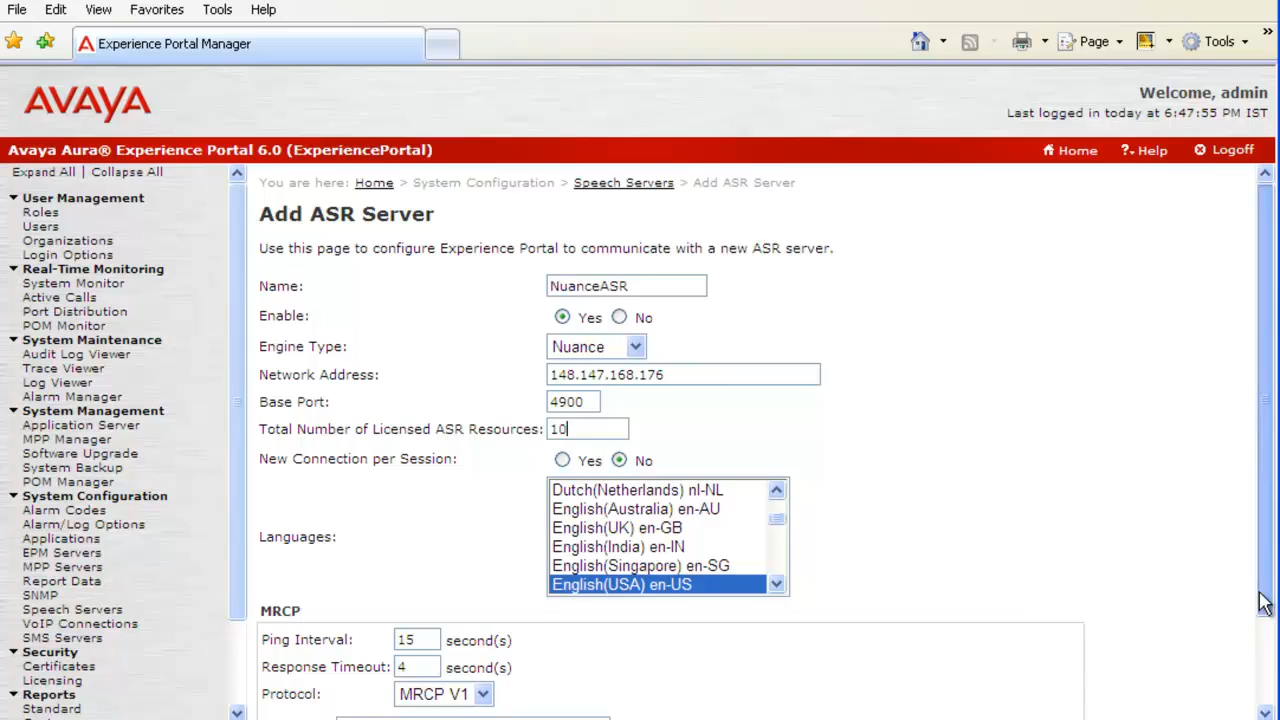 File Edit View Favorites Tools Help
Experience Portal Manager
Page Tools »
AVAYA
Welcome, admin
Last logged in today at 6:47:55 PM IST
Avaya Aura® Experience Portal 6.0 (ExperiencePortal)
Home ?. Help Logoff
Expand All | Collapse All
User Management
Roles
Users
Organizations
Login Options
Real-Time Monitoring
System Monitor
Active Calls
Port Distribution
POM Monitor
System Maintenance
Audit Log Viewer
Trace Viewer
Log Viewer
Alarm Manager
System Management
Application Server
MPP Manager
Software Upgrade
System Backup
POM Manager
System Configuration
Alarm Codes
Alarm/Log Options
Applications
EPM Servers
MPP Servers
Report Data
SNMP
Speech Servers
VoIP Connections
SMS Servers
Security
Certificates
Licensing
Reports
Standard
You are here: Home > System Configuration > Speech Servers > Add ASR Server
Add ASR Server
Use this page to configure Experience Portal to communicate with a new ASR server.
Name: NuanceASR
Enable: Yes No
Engine Type: Nuance
Network Address: 148.147.168.176
Base Port: 4900
Total Number of Licensed ASR Resources: 10
New Connection per Session: Yes No
Languages:
Dutch(Netherlands) nl-NL
English(Australia) en-AU
English(UK) en-GB
English(India) en-IN
English(Singapore) en-SG
English(USA) en-US
MRCP
Ping Interval: 15 second(s)
Response Timeout: 4 second(s)
Protocol: MRCP V1